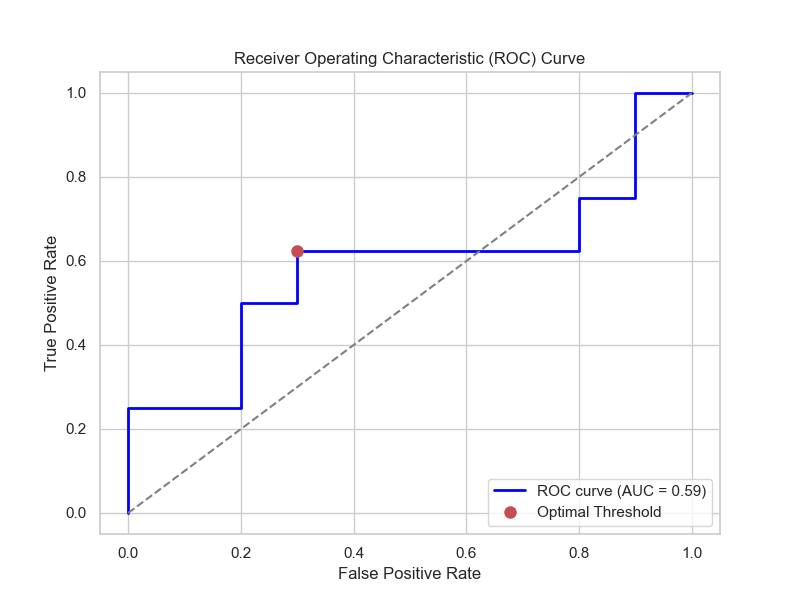 Receiver Operating Characteristic (ROC) Curve
True Positive Rate
1.0
0.8
0.6
0.4
0.2
0.0
ROC curve (AUC = 0.59)
Optimal Threshold
0.0 0.2 0.4 0.6 0.8 1.0
False Positive Rate